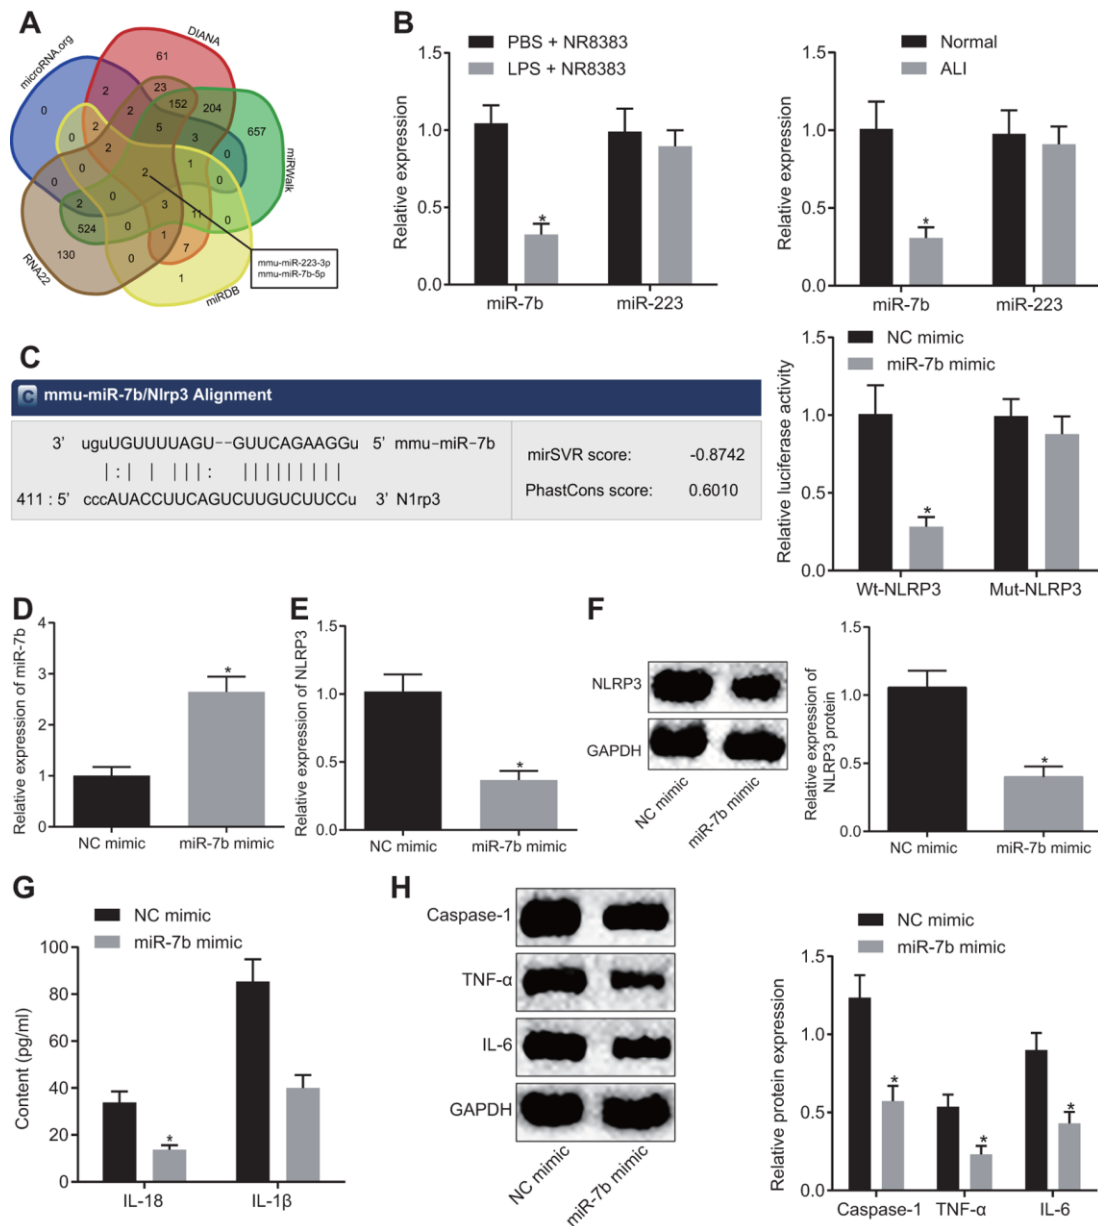 A
microRNA.org
DIANA
miRWalk
miRDB
RNA22
61
0
2
23
2
152
204
657
0
2
5
3
0
2
0
2
1
0
0
2
0
3
11
0
524
0
1
7
130
0
1
mmu-miR-223-3p
mmu-miR-7b-5p
B
PBS + NR8383
LPS + NR8383
Relative expression
1.5
1.0
0.5
0.0
*
miR-7b
miR-223
Normal
ALI
Relative expression
1.5
1.0
0.5
0.0
*
miR-7b
miR-223
C
C mmu-miR-7b/Nlrp3 Alignment
3' uguUGUUUUAGU--GUUCAGAAGGu 5' mmu-miR-7b
|:| | |||: ||||||||||
411 : 5' cccAUACCUUCAGUCUUGUCUUCCu 3' N1rp3
mirSVR score: -0.8742
PhastCons score: 0.6010
NC mimic
miR-7b mimic
Relative luciferase activity
1.5
1.0
0.5
0.0
*
Wt-NLRP3
Mut-NLRP3
D
Relative expression of miR-7b
4
3
2
1
0
*
NC mimic
miR-7b mimic
E
Relative expression of NLRP3
1.5
1.0
0.5
0.0
*
NC mimic
miR-7b mimic
F
NLRP3
GAPDH
NC mimic
miR-7b mimic
Relative expression of
NLRP3 protein
1.5
1.0
0.5
0.0
*
NC mimic
miR-7b mimic
G
NC mimic
miR-7b mimic
Content (pg/ml)
100
80
60
40
20
0
*
IL-18
IL-1β
H
Caspase-1
TNF-α
IL-6
GAPDH
NC mimic
miR-7b mimic
NC mimic
miR-7b mimic
Relative protein expression
1.5
1.0
0.5
0.0
*
*
*
Caspase-1
TNF-α
IL-6